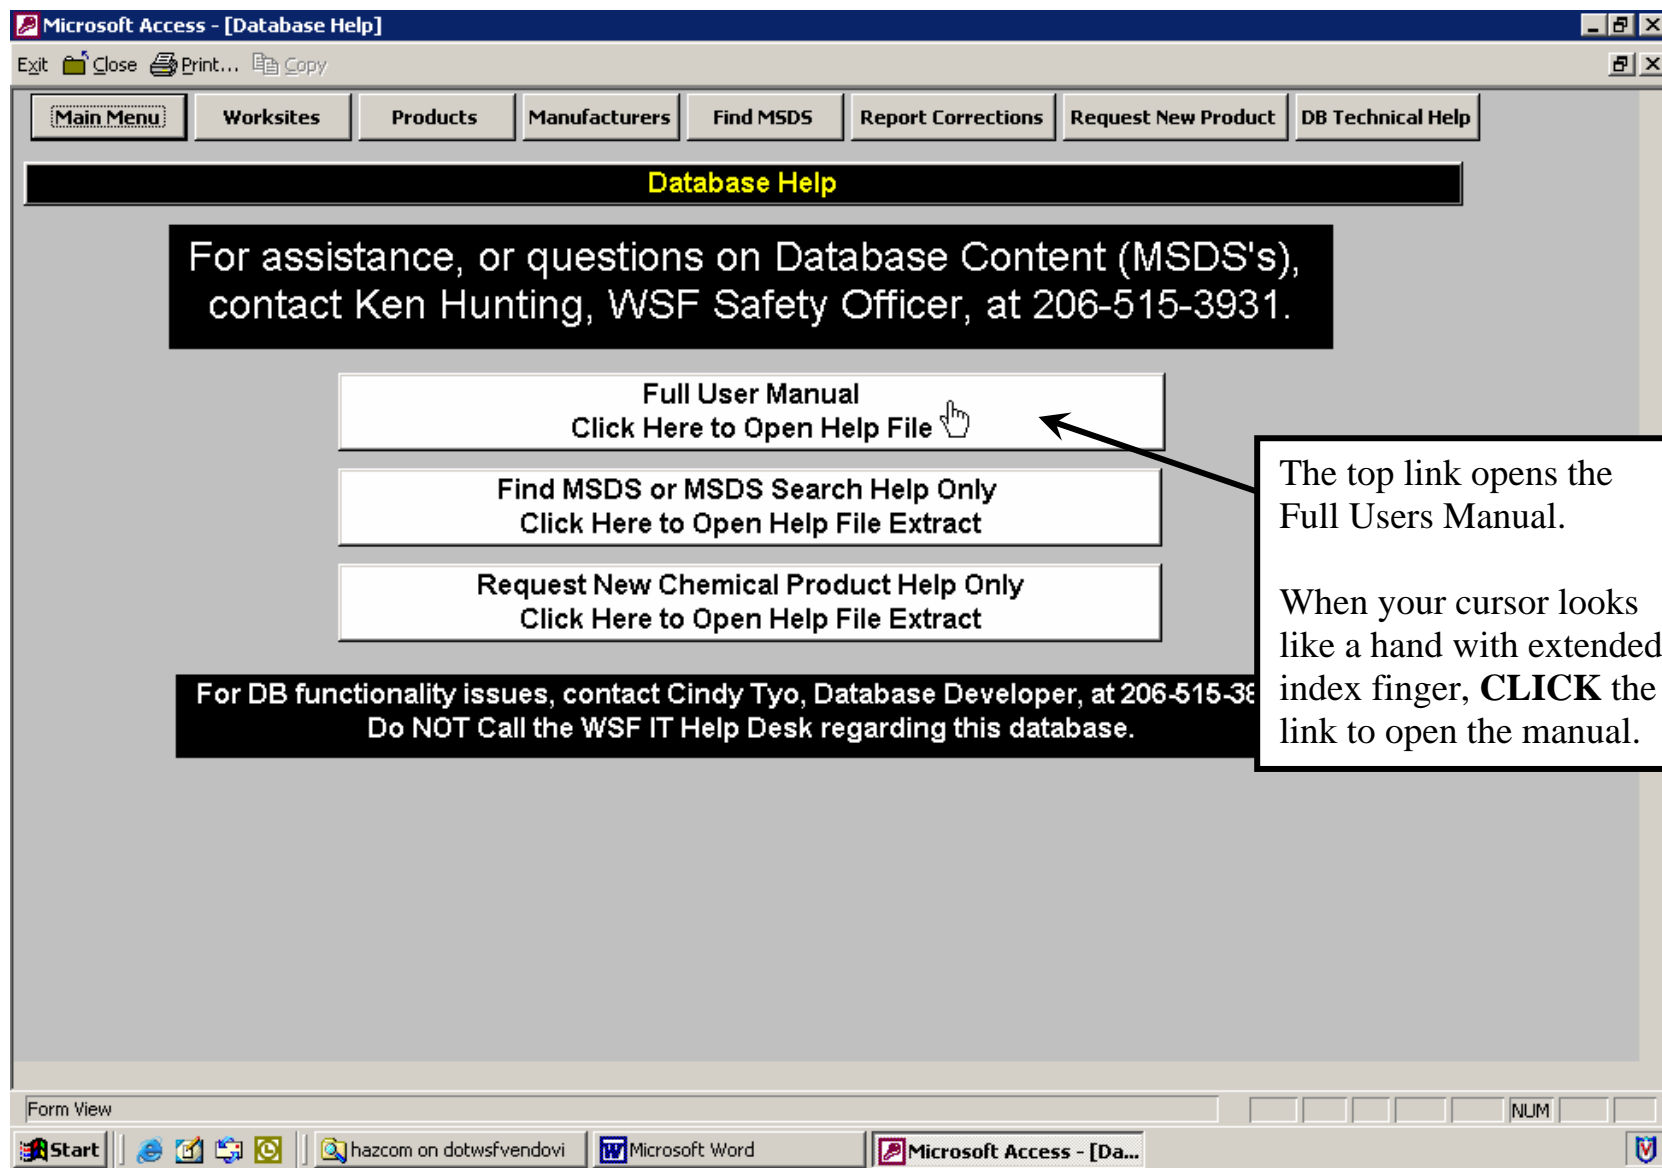 Microsoft Access - [Database Help]
Exit Close Print... Copy
Main Menu Worksites Products Manufacturers Find MSDS Report Corrections Request New Product DB Technical Help
Database Help
For assistance, or questions on Database Content (MSDS's),
contact Ken Hunting, WSF Safety Officer, at 206-515-3931.
Full User Manual
Click Here to Open Help File
Find MSDS or MSDS Search Help Only
Click Here to Open Help File Extract
Request New Chemical Product Help Only
Click Here to Open Help File Extract
For DB functionality issues, contact Cindy Tyo, Database Developer, at 206-515-
Do NOT Call the WSF IT Help Desk regarding this database.
The top link opens the
Full Users Manual.
When your cursor looks
like a hand with extended
index finger, CLICK the
link to open the manual.
Form View NUM
Start hazcom on dotwsfvendovi Microsoft Word Microsoft Access - [Da...